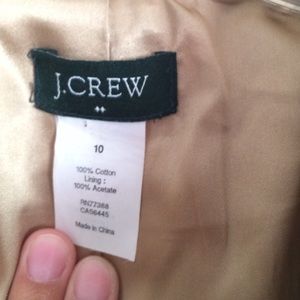 J.CREW
10
100% Cotton
Lining :
100% Acetate
RN77388
CA56445
Made in China